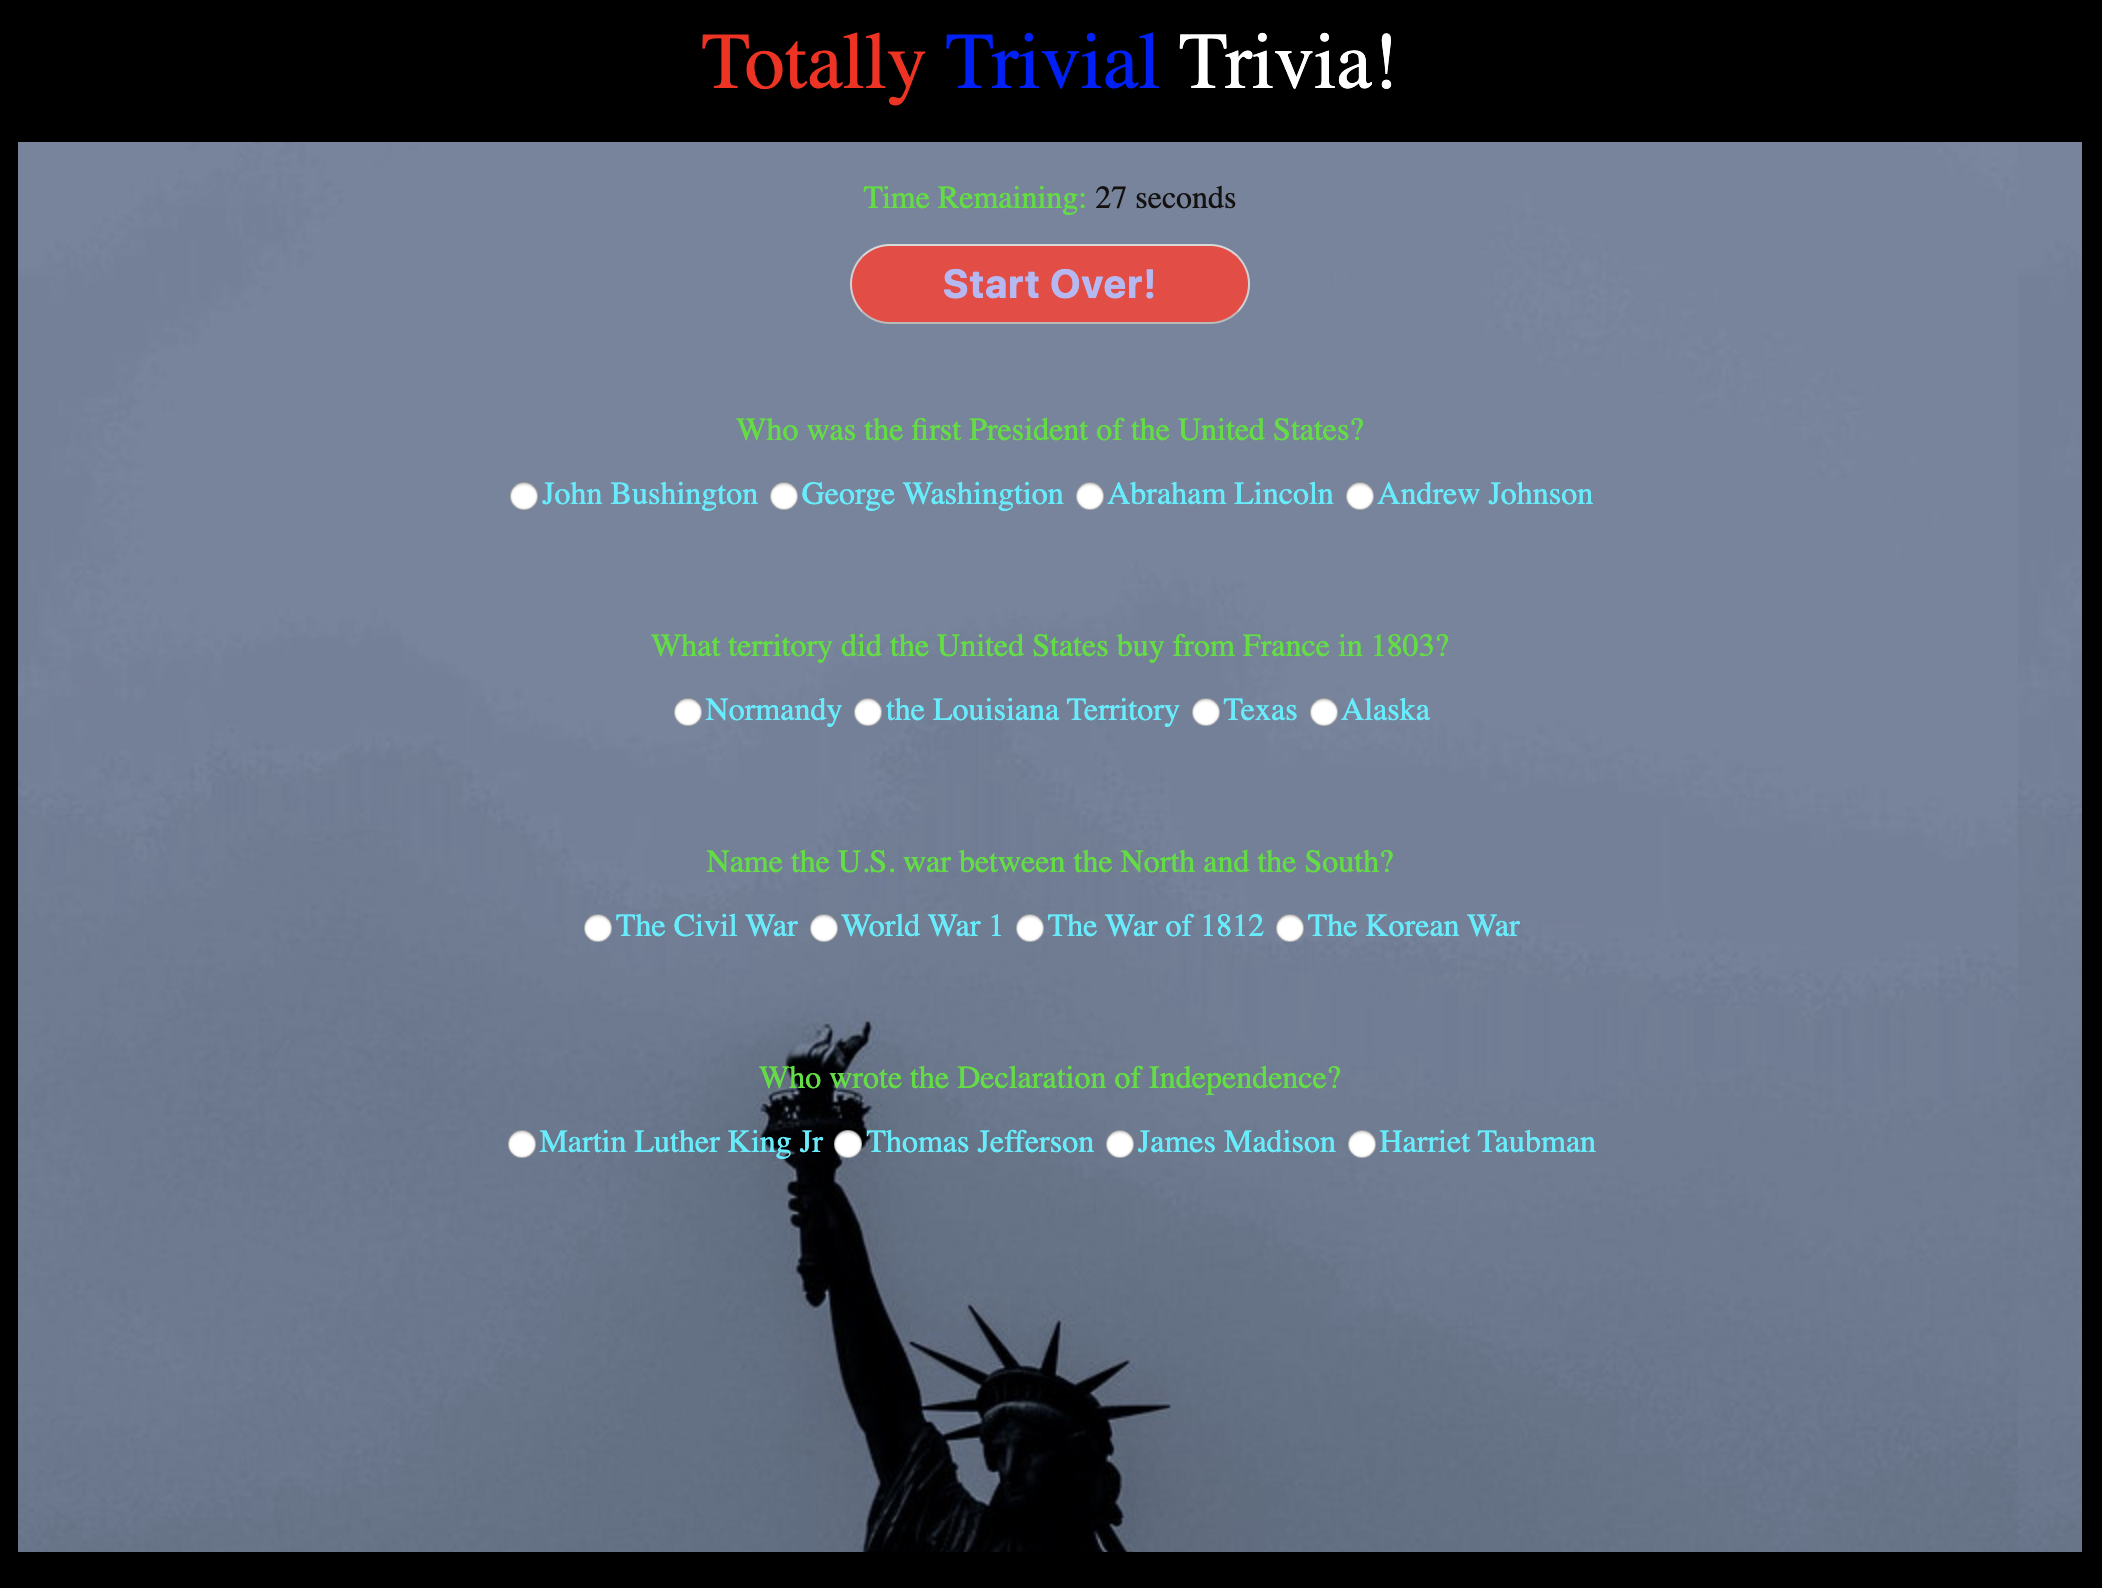 Totally Trivial Trivia!
Time Remaining: 27 seconds
Start Over!
Who was the first President of the United States?
John Bushington George Washingtion Abraham Lincoln Andrew Johnson
What territory did the United States buy from France in 1803?
Normandy the Louisiana Territory Texas Alaska
Name the U.S. war between the North and the South?
The Civil War World War 1 The War of 1812 The Korean War
Who wrote the Declaration of Independence?
Martin Luther King Jr Thomas Jefferson James Madison Harriet Taubman